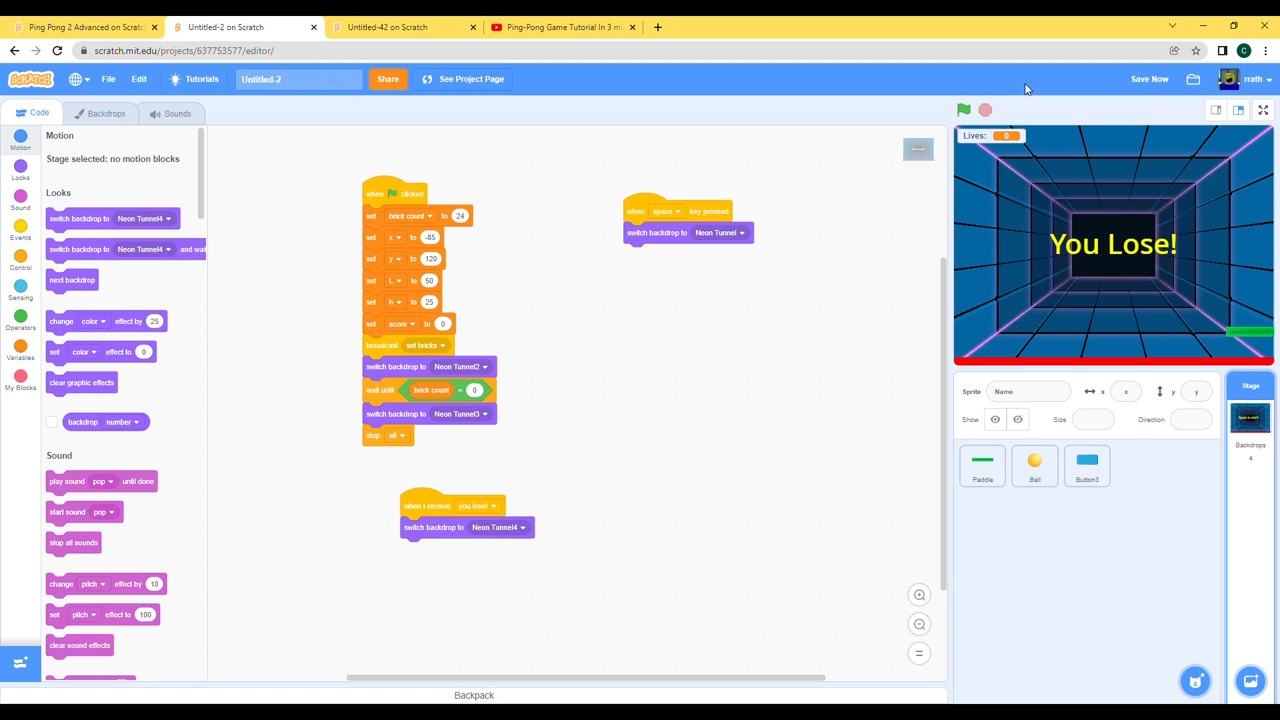 Ping Pong 2 Advanced on Scratch
Untitled-2 on Scratch
Untitled-42 on Scratch
Ping-Pong Game Tutorial In 3 mi
scratch.mit.edu/projects/637753577/editor/
C
SCRATCH
File
Edit
Tutorials
Untitled-2
Share
See Project Page
Save Now
rrath
Code
Backdrops
Sounds
Motion
Looks
Sound
Events
Control
Sensing
Operators
Variables
My Blocks
Motion
Stage selected: no motion blocks
Looks
switch backdrop to Neon Tunnel4
switch backdrop to Neon Tunnel4 and wai
next backdrop
change color effect by 25
set color effect to 0
clear graphic effects
backdrop number
Sound
play sound pop until done
start sound pop
stop all sounds
change pitch effect by 10
set pitch effect to 100
clear sound effects
when clicked
set brick count to 24
set x to -85
set y to 120
set L to 50
set h to 25
set score to 0
broadcast set bricks
switch backdrop to Neon Tunnel2
wait until brick count = 0
switch backdrop to Neon Tunnel3
stop all
when I receive you lose!
switch backdrop to Neon Tunnel4
when space key pressed
switch backdrop to Neon Tunnel
Backpack
Lives: 0
You Lose!
Sprite Name x x y y
Show Size Direction
Paddle
Ball
Button3
Stage
Backdrops
4